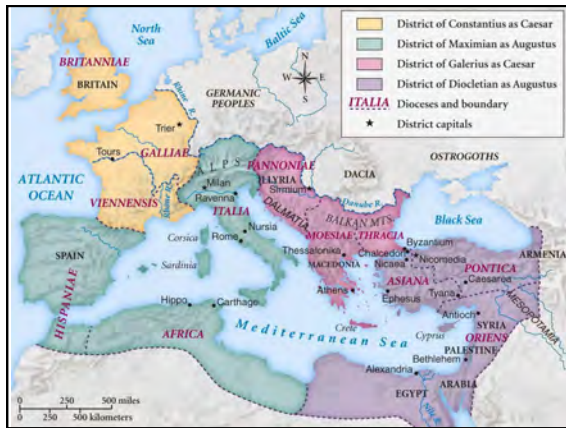 North
Sea
Baltic Sea
BRITANNIAE
BRITAIN
N
W E
S
GERMANIC
PEOPLES
District of Constantius as Caesar
District of Maximian as Augustus
District of Galerius as Caesar
District of Diocletian as Augustus
ITALIA Dioceses and boundary
★ District capitals
Rhine R.
Trier
Tours
GALLIAE
ATLANTIC
OCEAN
VIENNENSIS
Rhône R.
ALPS
Milan
Ravenna
ITALIA
PANNONIAE
ILLYRIA
Sirmium
DACIA
OSTROGOTHS
DALMATIA
Danube R.
BALKAN MTS.
Black Sea
Corsica
Nursia
Rome
MOESIAE
THRACIA
Byzantium
ARMENIA
SPAIN
Sardinia
Thessalonika
MACEDONIA
Chalcedon
Nicaea
Nicomedia
PONTICA
Caesarea
HISPANIAE
Athens
ASIANA
Ephesus
Tyana
MESOPOTAMIA
Hippo
Carthage
Antioch
SYRIA
AFRICA
Mediterranean Sea
Crete
Cyprus
ORIENS
PALESTINE
Bethlehem
Alexandria
ARABIA
EGYPT
Nile R.
0 250 500 miles
0 250 500 kilometers